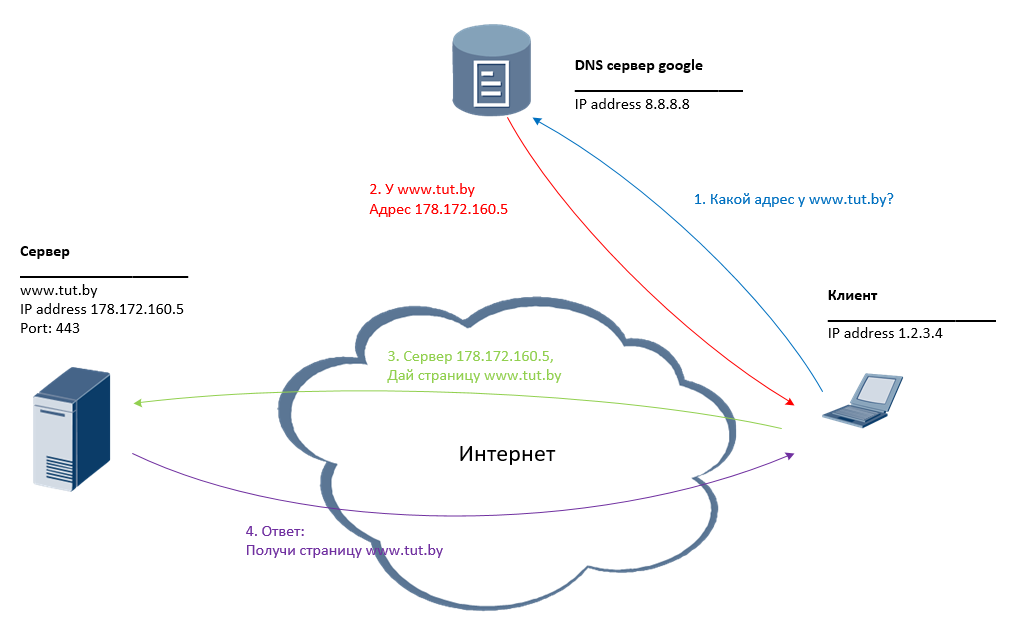 DNS сервер google
IP address 8.8.8.8
2. У www.tut.by
Адрес 178.172.160.5
1. Какой адрес у www.tut.by?
Сервер
www.tut.by
IP address 178.172.160.5
Port: 443
Клиент
IP address 1.2.3.4
3. Сервер 178.172.160.5,
Дай страницу www.tut.by
Интернет
4. Ответ:
Получи страницу www.tut.by